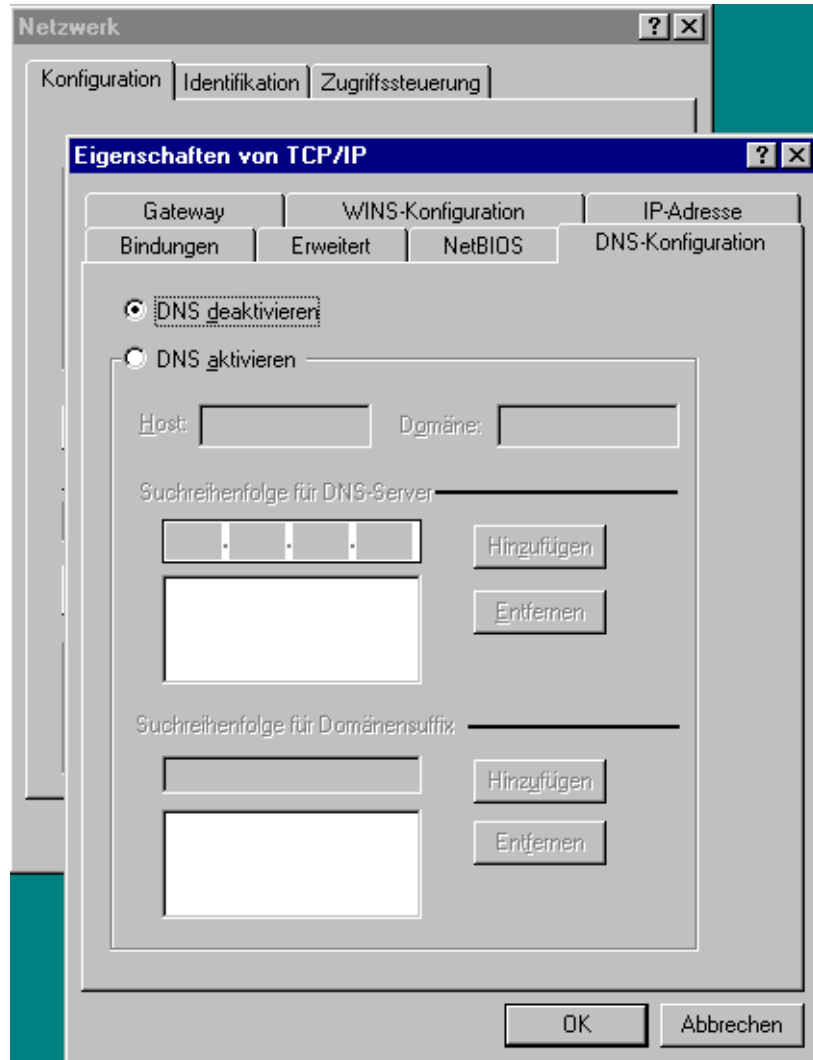 Netzwerk
Konfiguration Identifikation Zugriffssteuerung
Eigenschaften von TCP/IP
Gateway WINS-Konfiguration IP-Adresse
Bindungen Erweitert NetBIOS DNS-Konfiguration
DNS deaktivieren
DNS aktivieren
Host: Domäne:
Suchreihenfolge für DNS-Server
Hinzufügen
Entfernen
Suchreihenfolge für Domänensuffix
Hinzufügen
Entfernen
OK Abbrechen